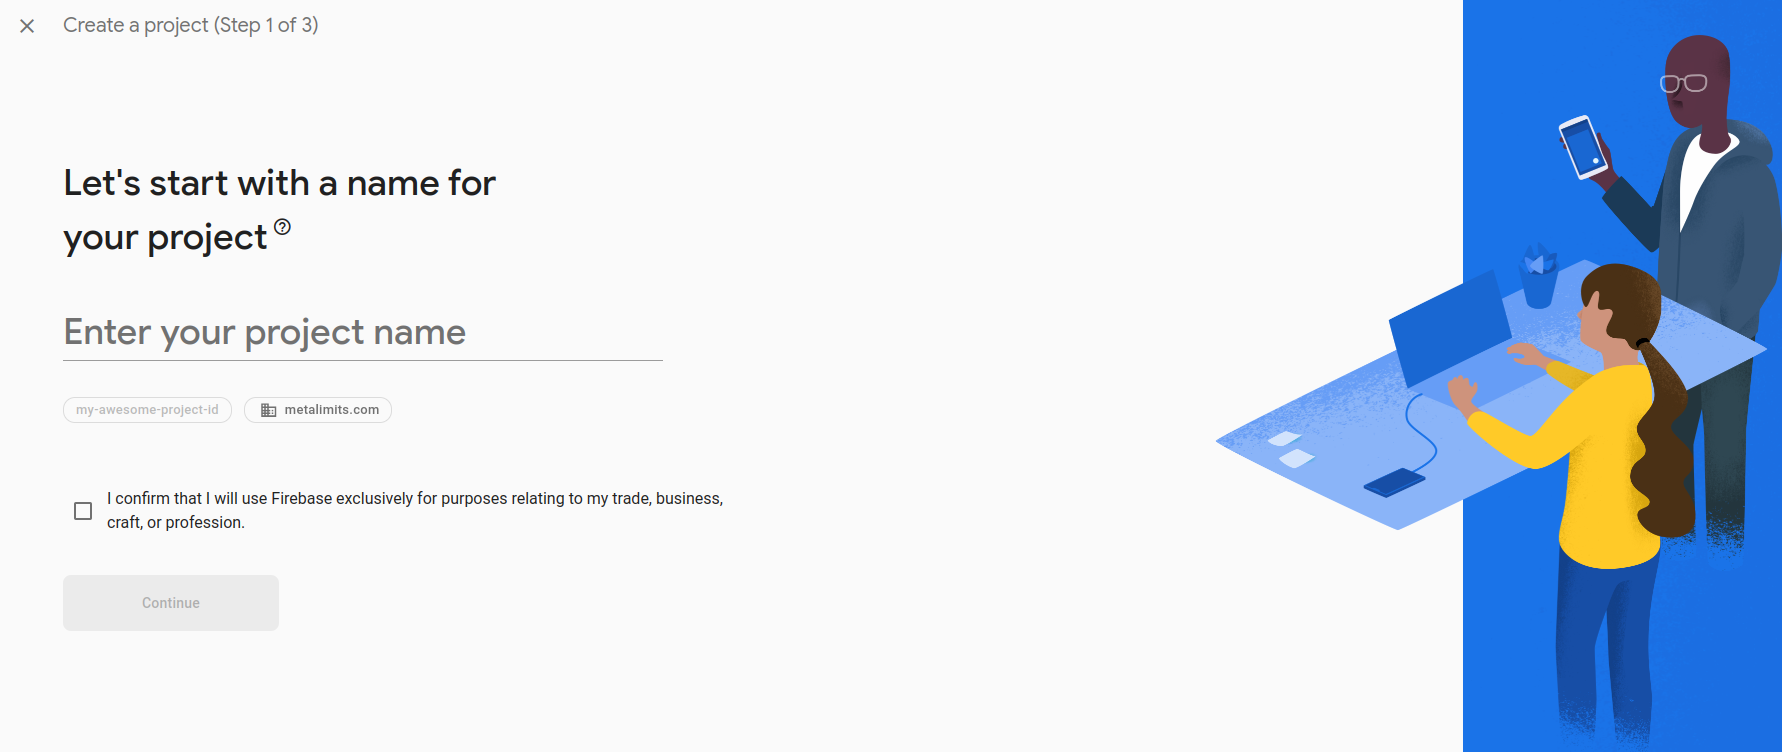 Create a project (Step 1 of 3)
Let's start with a name for
your project
Enter your project name
my-awesome-project-id
metalimits.com
I confirm that I will use Firebase exclusively for purposes relating to my trade, business,
craft, or profession.
Continue